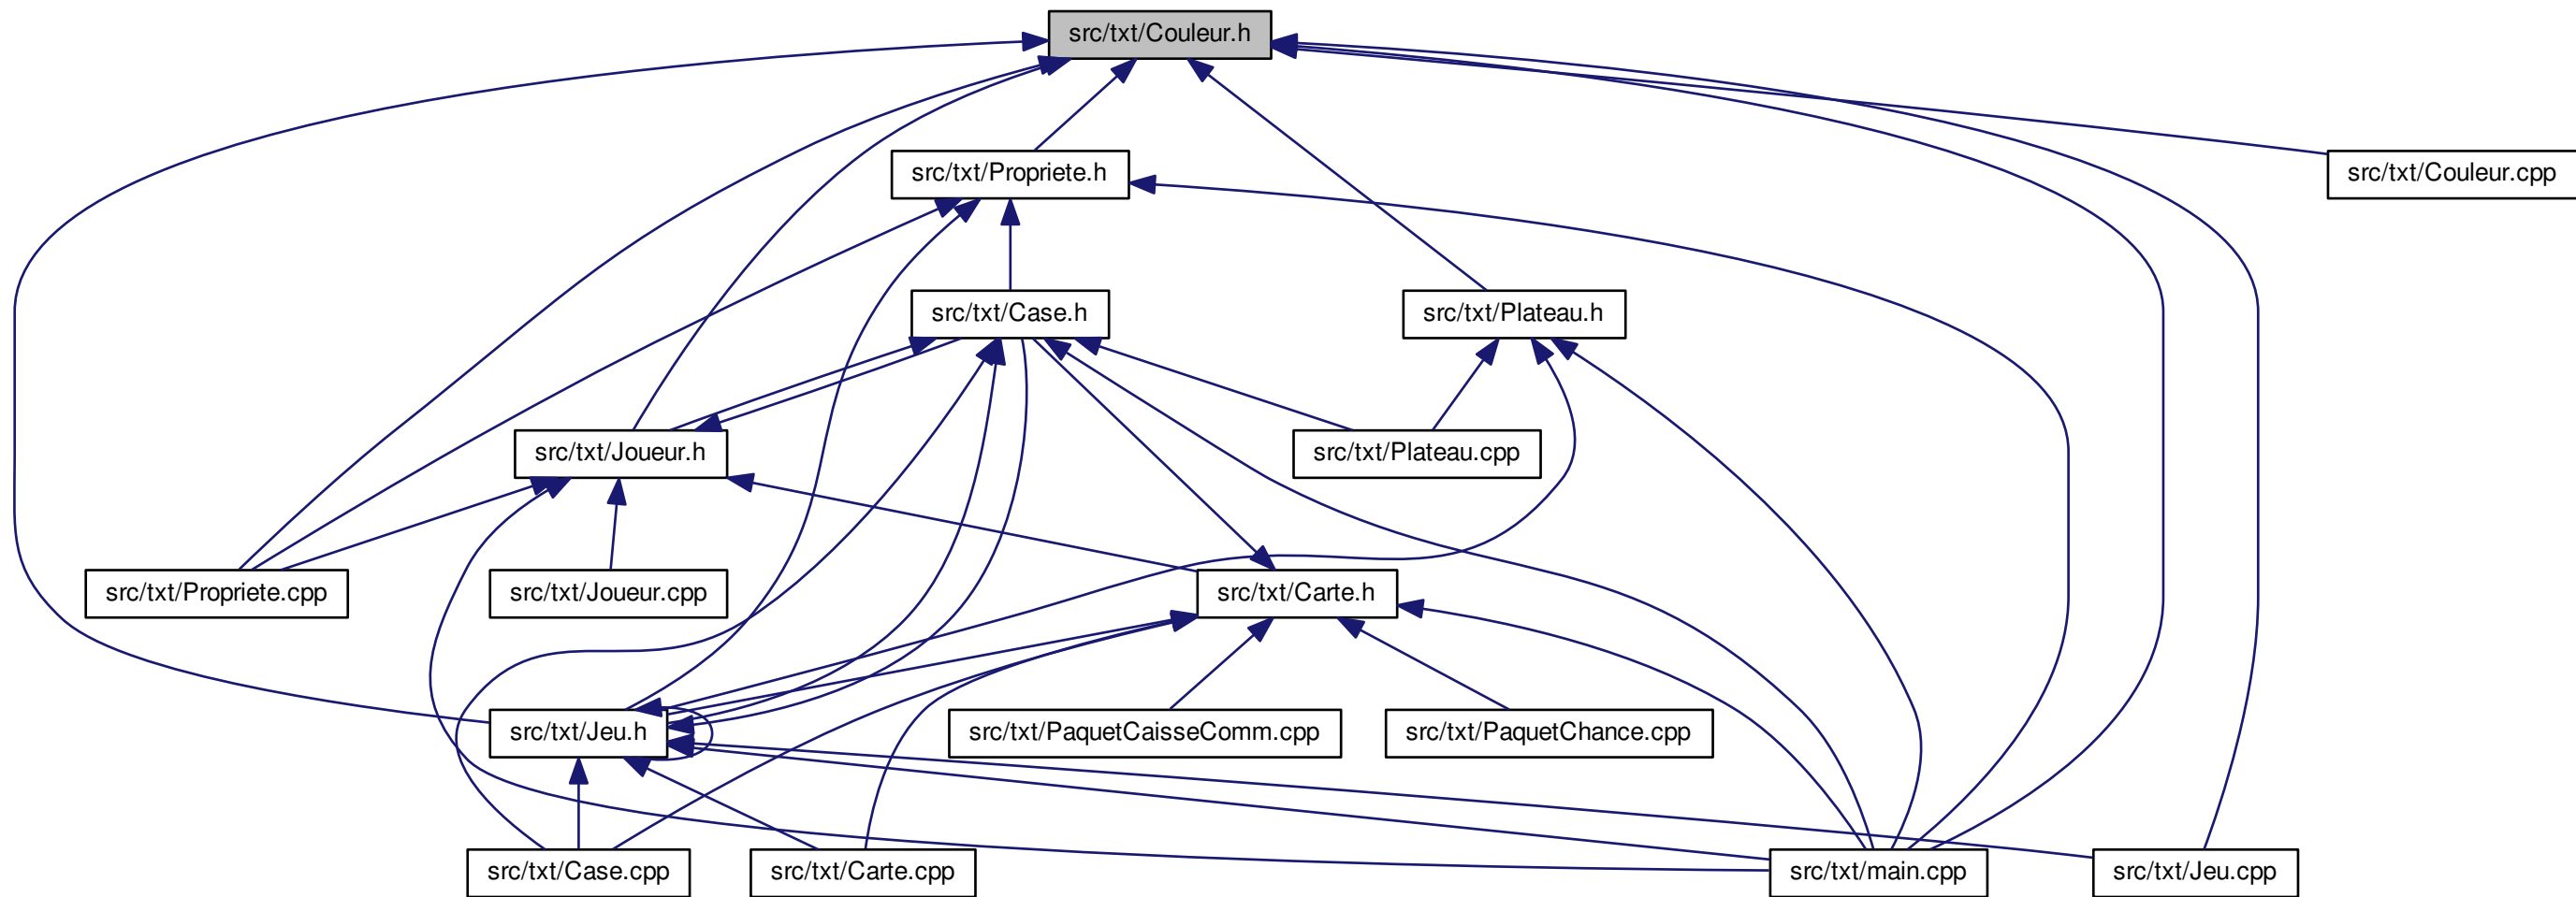 src/txt/Couleur.h
src/txt/Propriete.h
src/txt/Couleur.cpp
src/txt/Case.h
src/txt/Plateau.h
src/txt/Joueur.h
src/txt/Plateau.cpp
src/txt/Propriete.cpp
src/txt/Joueur.cpp
src/txt/Carte.h
src/txt/Jeu.h
src/txt/PaquetCaisseComm.cpp
src/txt/PaquetChance.cpp
src/txt/Case.cpp
src/txt/Carte.cpp
src/txt/main.cpp
src/txt/Jeu.cpp